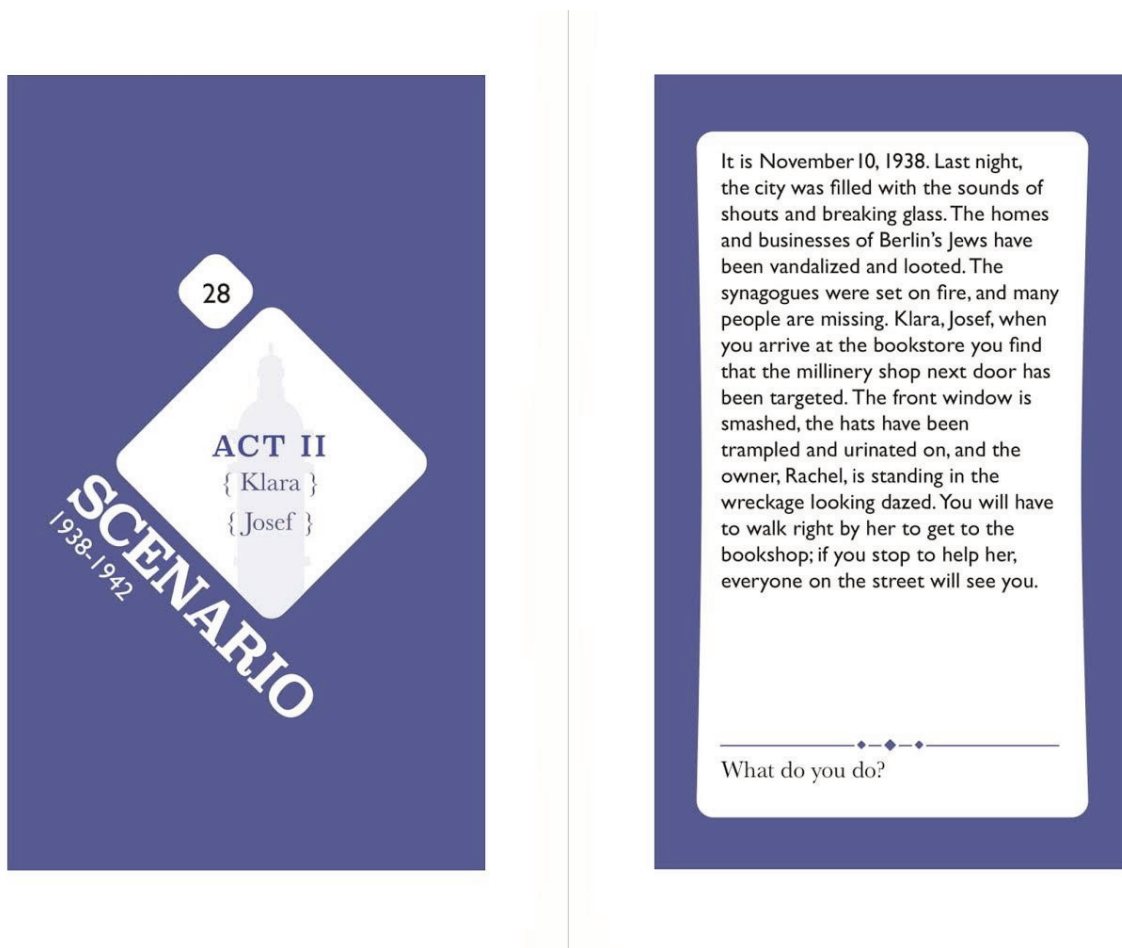 28
ACT II
{ Klara }
{ Josef }
SCENARIO
1938-1942
It is November 10, 1938. Last night,
the city was filled with the sounds of
shouts and breaking glass. The homes
and businesses of Berlin's Jews have
been vandalized and looted. The
synagogues were set on fire, and many
people are missing. Klara, Josef, when
you arrive at the bookstore you find
that the millinery shop next door has
been targeted. The front window is
smashed, the hats have been
trampled and urinated on, and the
owner, Rachel, is standing in the
wreckage looking dazed. You will have
to walk right by her to get to the
bookshop; if you stop to help her,
everyone on the street will see you.
What do you do?